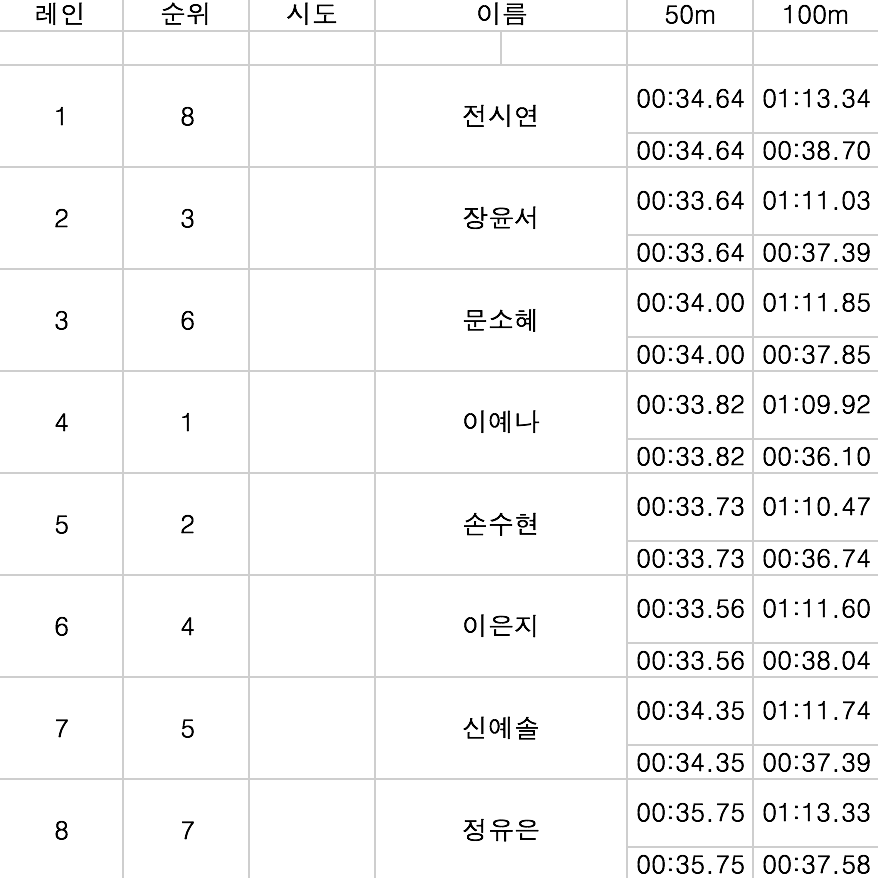 레인 순위 시도 이름 50m 100m
1 8 전시연 00:34.64 01:13.34
00:34.64 00:38.70
2 3 장윤서 00:33.64 01:11.03
00:33.64 00:37.39
3 6 문소혜 00:34.00 01:11.85
00:34.00 00:37.85
4 1 이예나 00:33.82 01:09.92
00:33.82 00:36.10
5 2 손수현 00:33.73 01:10.47
00:33.73 00:36.74
6 4 이은지 00:33.56 01:11.60
00:33.56 00:38.04
7 5 신예솔 00:34.35 01:11.74
00:34.35 00:37.39
8 7 정유은 00:35.75 01:13.33
00:35.75 00:37.58